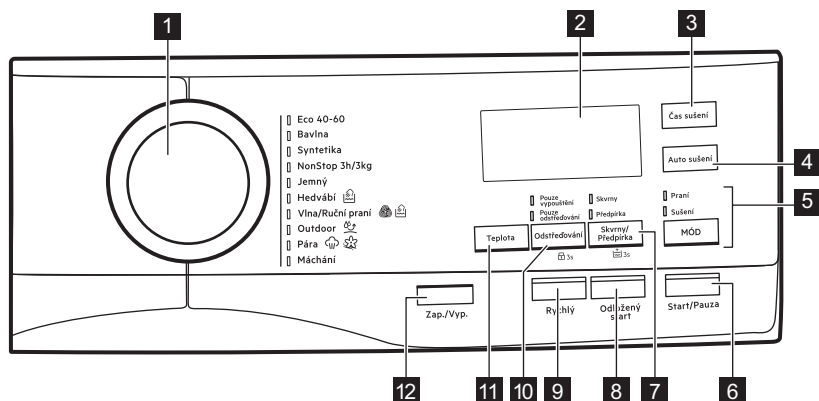 1
2
3
4
5
6
7
8
9
10
11
12
Eco 40-60
Bavlna
Syntetika
NonStop 3h/3kg
Jemný
Hedvábí
Vlna/Ruční praní
Outdoor
Pára
Máchání
Čas sušení
Auto sušení
Pouze
vypouštění
Pouze
odstřeďování
Skvrny
Předpírka
Praní
Sušení
Teplota
Odstřeďování
Skvrny/
Předpírka
MÓD
3s
3s
Zap./Vyp.
Rychlý
Odložený
start
Start/Pauza